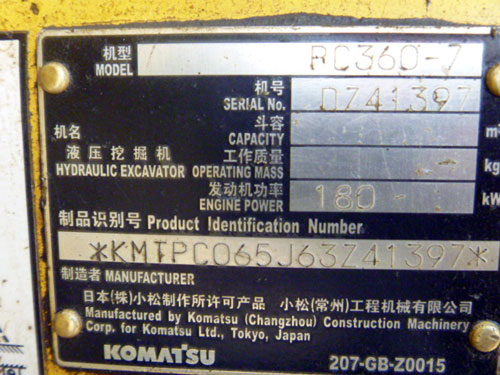 机型
MODEL / PC360-7
机号
SERIAL No. DZ41397
斗容
CAPACITY m
机名
液压挖掘机 工作质量
HYDRAULIC EXCAVATOR OPERATING MASS kg
发动机功率
ENGINE POWER 180 kW
制品识别号 Product Identification Number
*KMTPC065J63Z41397*
制造者 MANUFACTURER
日本(株)小松制作所许可产品 小松(常州)工程机械有限公司
Manufactured by Komatsu (Changzhou) Construction Machinery
Corp. for Komatsu Ltd., Tokyo, Japan
KOMATSU
207-GB-Z0015